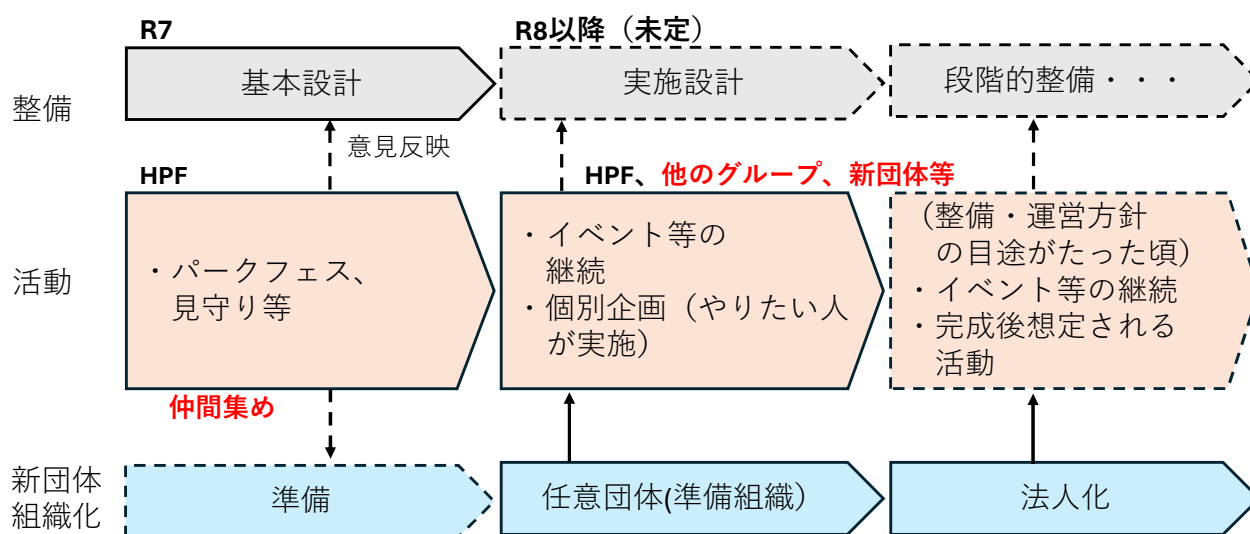 R7
R8以降（未定）
整備
基本設計
実施設計
段階的整備・・・
意見反映
HPF
HPF、他のグループ、新団体等
活動
・パークフェス、
見守り等
・イベント等の
継続
・個別企画（やりたい人
が実施）
（整備・運営方針
の目途がたった頃）
・イベント等の継続
・完成後想定される
活動
仲間集め
新団体
組織化
準備
任意団体(準備組織）
法人化